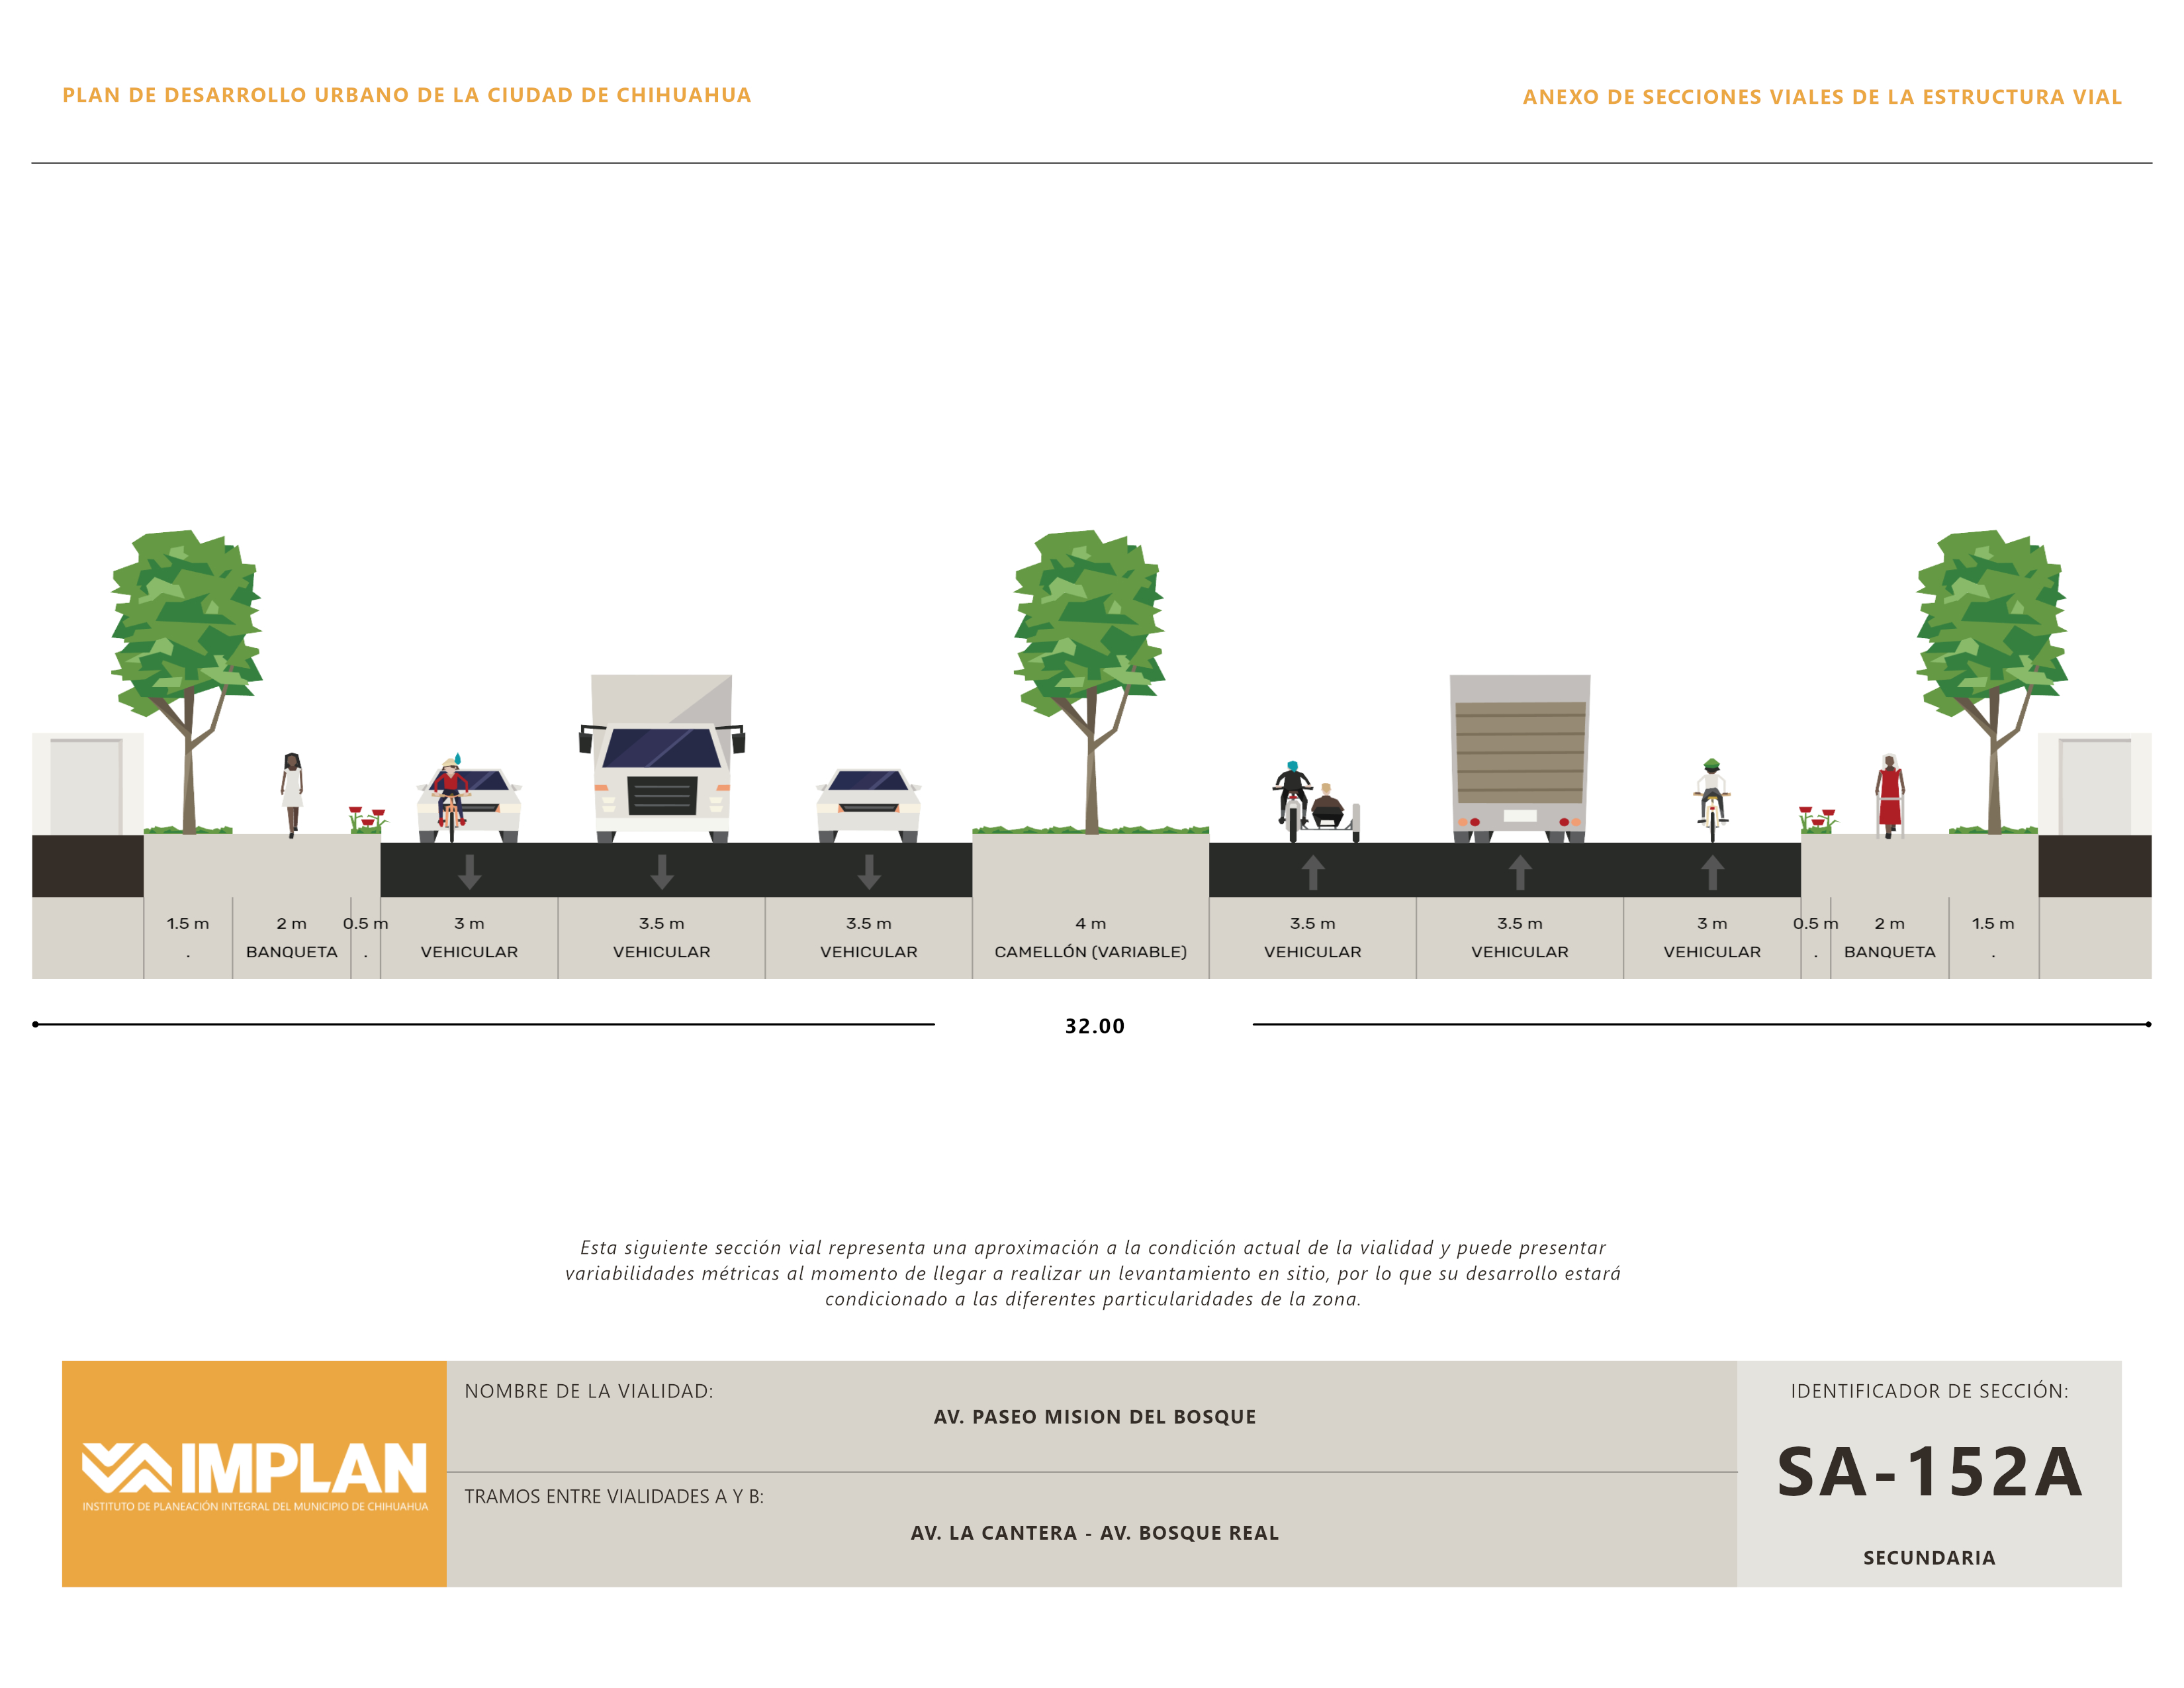 PLAN DE DESARROLLO URBANO DE LA CIUDAD DE CHIHUAHUA
ANEXO DE SECCIONES VIALES DE LA ESTRUCTURA VIAL
1.5 m 2 m 0.5 m 3 m 3.5 m 3.5 m 4 m 3.5 m 3.5 m 3 m 0.5 m 2 m 1.5 m
. BANQUETA . VEHICULAR VEHICULAR VEHICULAR CAMELLÓN (VARIABLE) VEHICULAR VEHICULAR VEHICULAR . BANQUETA .
32.00
Esta siguiente sección vial representa una aproximación a la condición actual de la vialidad y puede presentar
variabilidades métricas al momento de llegar a realizar un levantamiento en sitio, por lo que su desarrollo estará
condicionado a las diferentes particularidades de la zona.
IMPLAN
INSTITUTO DE PLANEACIÓN INTEGRAL DEL MUNICIPIO DE CHIHUAHUA
NOMBRE DE LA VIALIDAD:
AV. PASEO MISION DEL BOSQUE
TRAMOS ENTRE VIALIDADES A Y B:
AV. LA CANTERA - AV. BOSQUE REAL
IDENTIFICADOR DE SECCIÓN:
SA-152A
SECUNDARIA